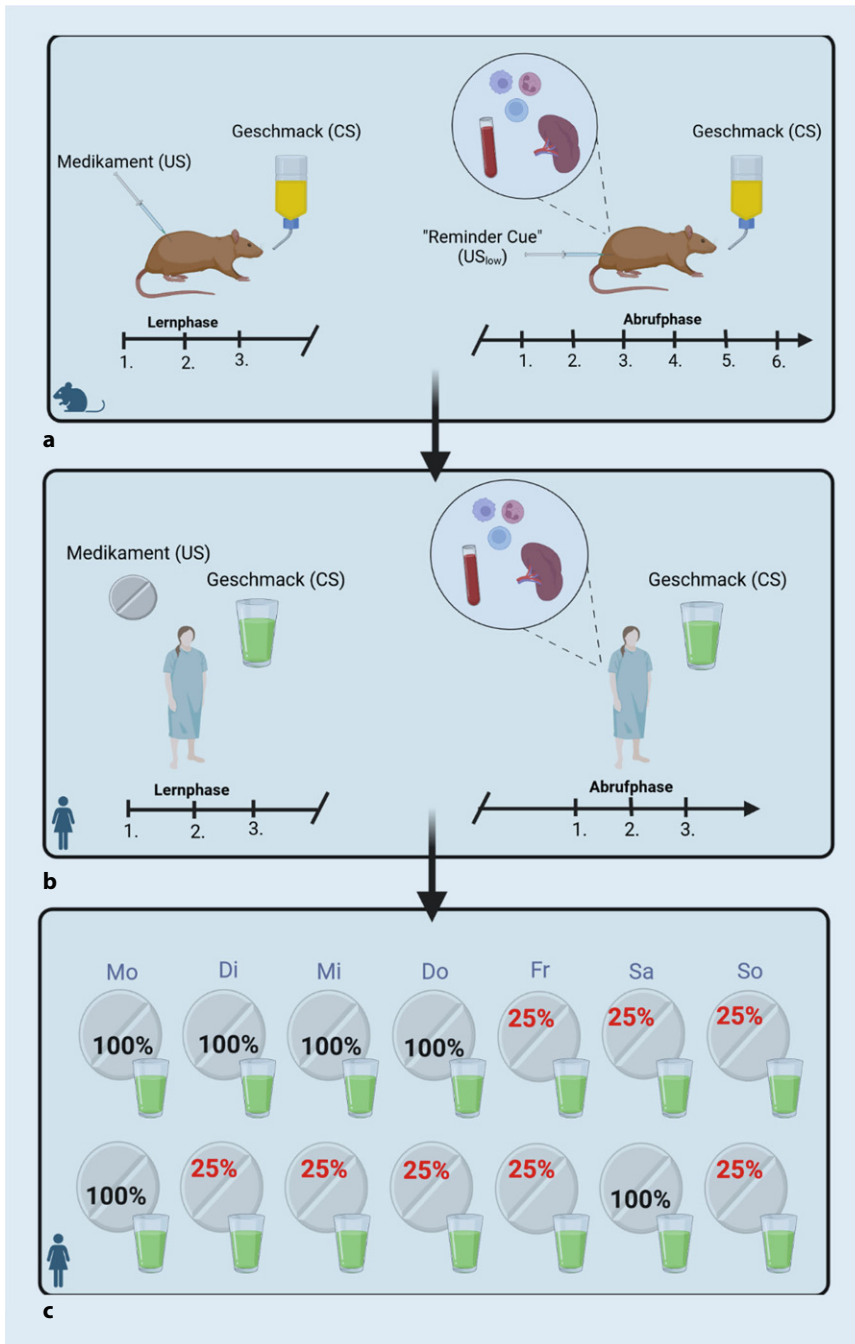 Medikament (US)
Geschmack (CS)
Lernphase
1. 2. 3.
"Reminder Cue"
(USlow)
Geschmack (CS)
Abrufphase
1. 2. 3. 4. 5. 6.
a
Medikament (US)
Geschmack (CS)
Lernphase
1. 2. 3.
Geschmack (CS)
Abrufphase
1. 2. 3.
b
Mo Di Mi Do Fr Sa So
100% 100% 100% 100% 25% 25% 25%
100% 25% 25% 25% 25% 100% 25%
c